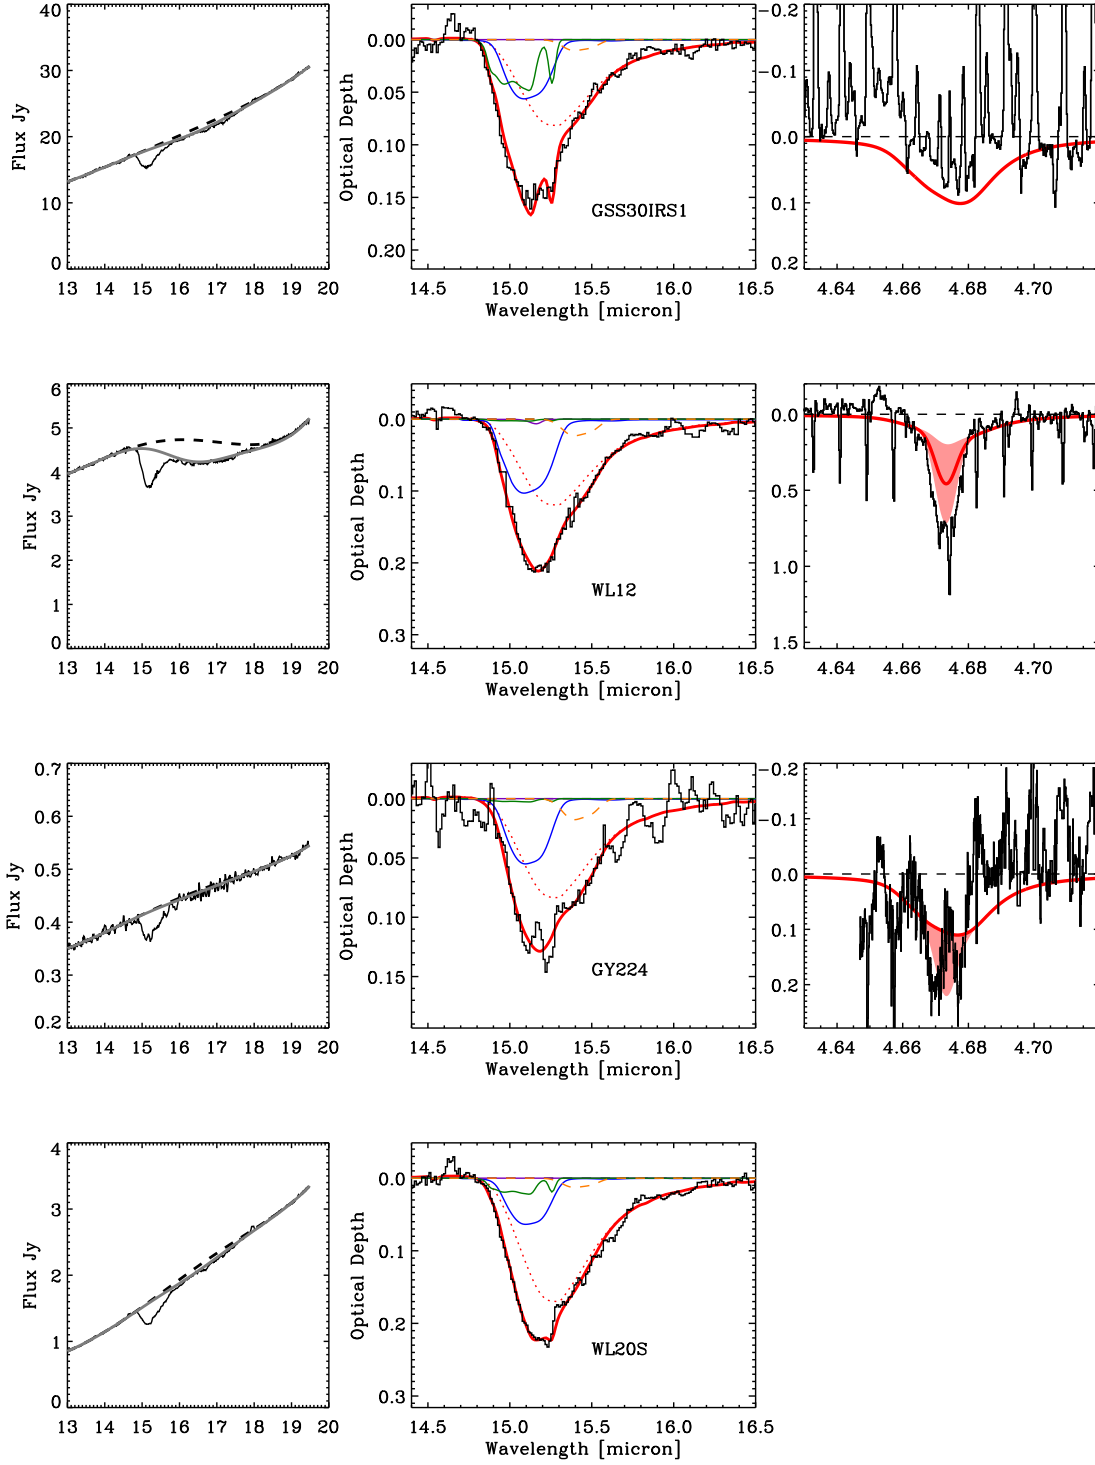 40
30
20
10
0
Flux Jy
13 14 15 16 17 18 19 20
0.00
0.05
0.10
0.15
0.20
Optical Depth
GSS30IRS1
14.5 15.0 15.5 16.0 16.5
Wavelength [micron]
-0.2
-0.1
0.0
0.1
0.2
4.64 4.66 4.68 4.70
6
5
4
3
2
1
0
Flux Jy
13 14 15 16 17 18 19 20
0.0
0.1
0.2
0.3
Optical Depth
WL12
14.5 15.0 15.5 16.0 16.5
Wavelength [micron]
0.0
0.5
1.0
1.5
4.64 4.66 4.68 4.70
0.7
0.6
0.5
0.4
0.3
0.2
Flux Jy
13 14 15 16 17 18 19 20
0.00
0.05
0.10
0.15
Optical Depth
GY224
14.5 15.0 15.5 16.0 16.5
Wavelength [micron]
-0.2
-0.1
0.0
0.1
0.2
4.64 4.66 4.68 4.70
4
3
2
1
0
Flux Jy
13 14 15 16 17 18 19 20
0.0
0.1
0.2
0.3
Optical Depth
WL20S
14.5 15.0 15.5 16.0 16.5
Wavelength [micron]